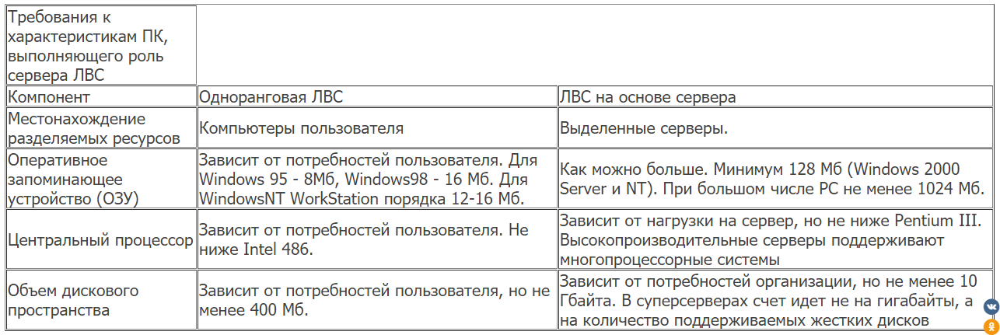 Требования к
характеристикам ПК,
выполняющего роль
сервера ЛВС
Компонент
Одноранговая ЛВС
ЛВС на основе сервера
Местонахождение
разделяемых ресурсов
Компьютеры пользователя
Выделенные серверы.
Оперативное
запоминающее
устройство (ОЗУ)
Зависит от потребностей пользователя. Для
Windows 95 - 8Мб, Windows98 - 16 Мб. Для
WindowsNT WorkStation порядка 12-16 Мб.
Как можно больше. Минимум 128 Мб (Windows 2000
Server и NT). При большом числе РС не менее 1024 Мб.
Центральный процессор
Зависит от потребностей пользователя. Не
ниже Intel 486.
Зависит от нагрузки на сервер, но не ниже Pentium III.
Высокопроизводительные серверы поддерживают
многопроцессорные системы
Объем дискового
пространства
Зависит от потребностей пользователя, но не
менее 400 Мб.
Зависит от потребностей организации, но не менее 10
Гбайта. В суперсерверах счет идет не на гигабайты, а
на количество поддерживаемых жестких дисков